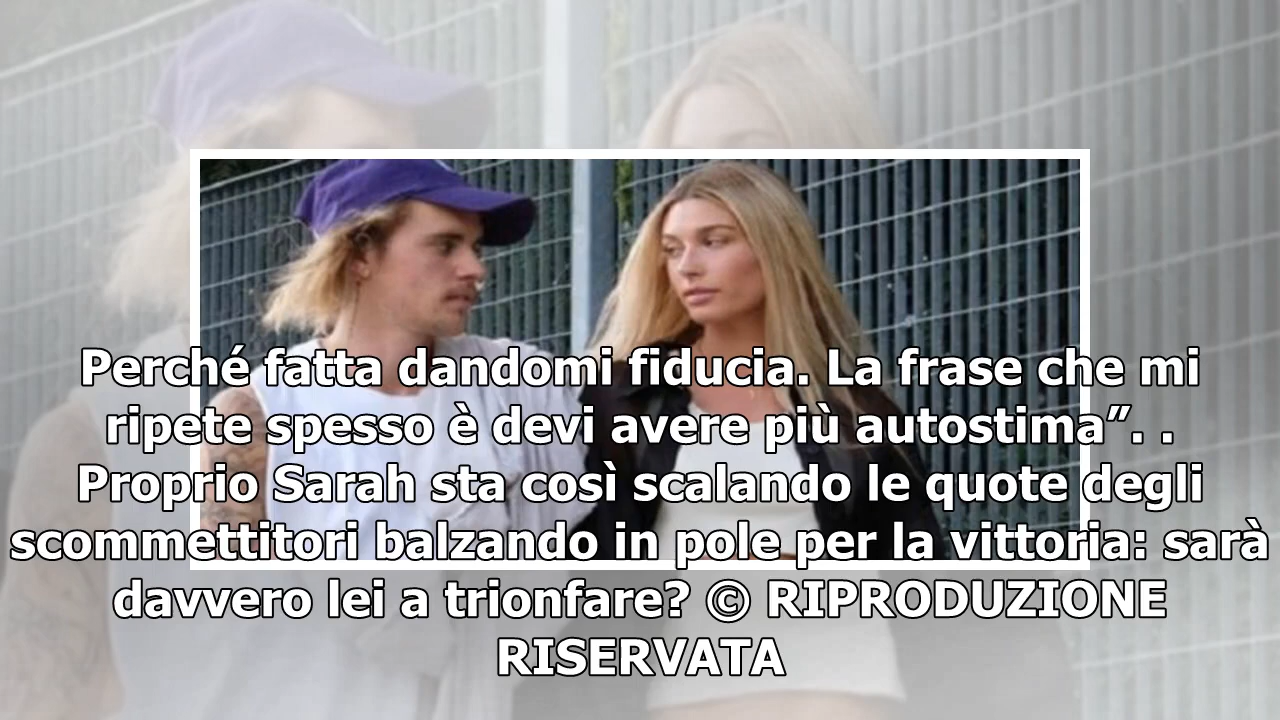 Perché fatta dandomi fiducia. La frase che mi
ripete spesso è devi avere più autostima”. .
Proprio Sarah sta così scalando le quote degli
scommettitori balzando in pole per la vittoria: sarà
davvero lei a trionfare? © RIPRODUZIONE
RISERVATA